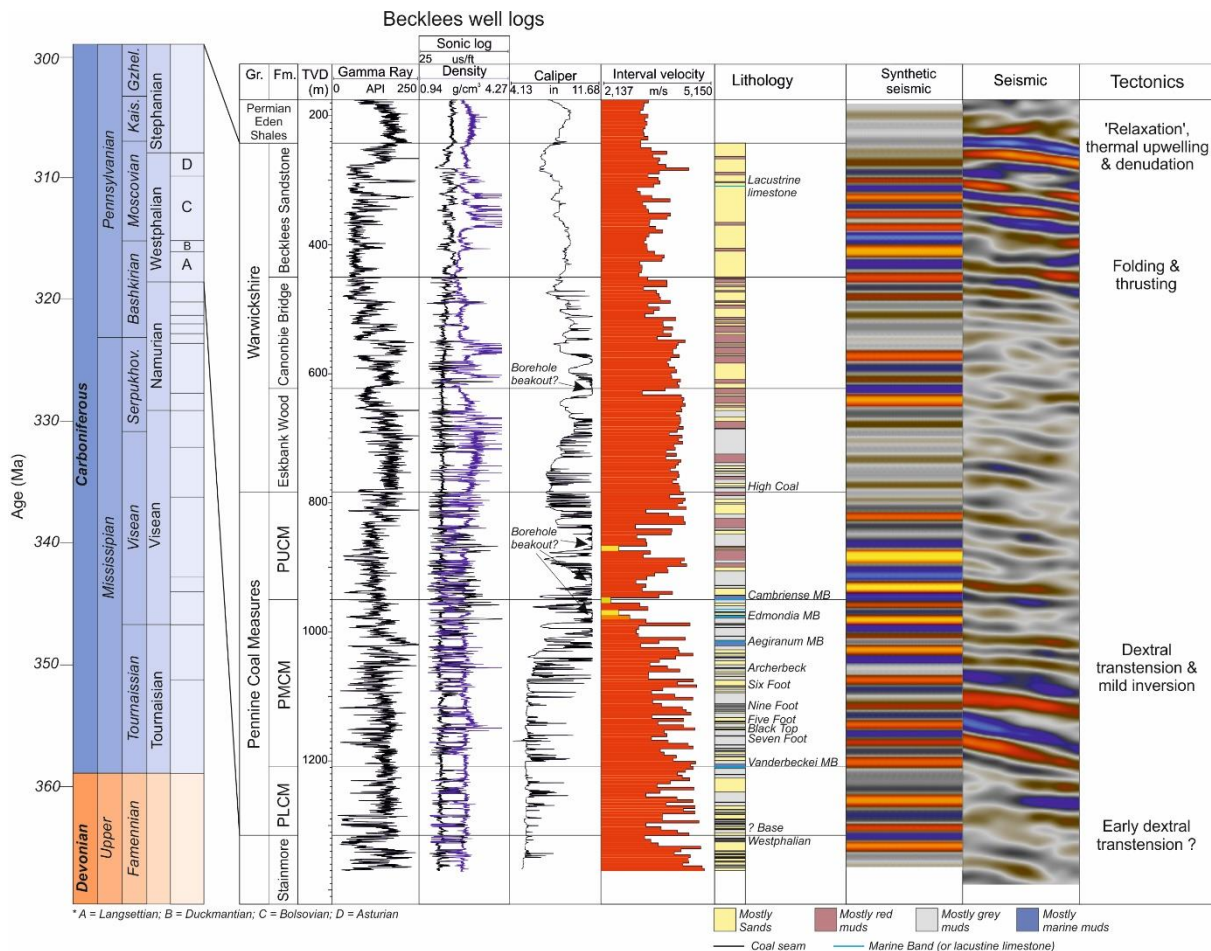 Becklees well logs
Sonic log
25 us/ft
Gr.
Fm.
TVD
(m)
Gamma Ray
0 API 250
Density
0.94 g/cm³ 4.27
Caliper
4.13 in 11.68
Interval velocity
2,137 m/s 5,150
Lithology
Synthetic
seismic
Seismic
Tectonics
Age (Ma)
300
310
320
330
340
350
360
Carboniferous
Devonian
Pennsylvanian
Mississipian
Upper
Gzhel.
Kais.
Moscovian
Bashkirian
Serpukhov.
Visean
Tournaissian
Famennian
Stephanian
Westphalian
Namurian
Visean
Tournaisian
D
C
B
A
Permian
Eden
Shales
Warwickshire
Pennine Coal Measures
Becklees Sandstone
Canonbie Bridge
Eskbank Wood
PUCM
PMCM
PLCM
Stainmore
200
400
600
800
1000
1200
Borehole
beakout?
Borehole
beakout?
Lacustrine
limestone
High Coal
Cambriense MB
Edmondia MB
Aegiranum MB
Archerbeck
Six Foot
Nine Foot
Five Foot
Black Top
Seven Foot
Vanderbeckei MB
? Base
Westphalian
'Relaxation',
thermal upwelling
& denudation
Folding &
thrusting
Dextral
transtension &
mild inversion
Early dextral
transtension ?
* A = Langsettian; B = Duckmantian; C = Bolsovian; D = Asturian
Mostly
Sands
Mostly red
muds
Mostly grey
muds
Mostly
marine muds
Coal seam
Marine Band (or lacustine limestone)